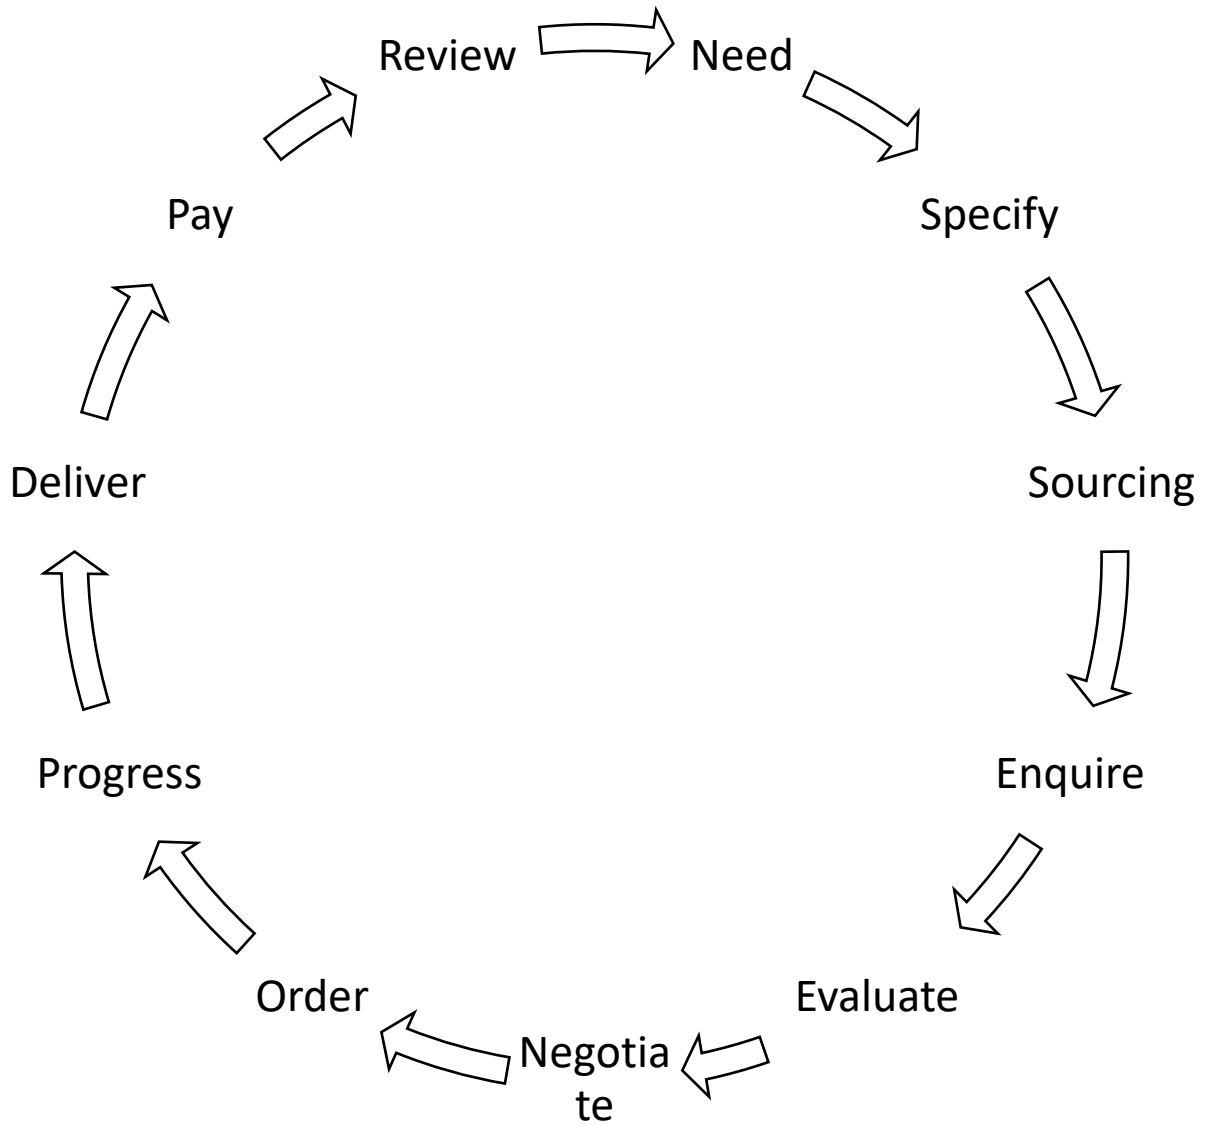 Review
Need
Specify
Sourcing
Enquire
Evaluate
Negotia
te
Order
Progress
Deliver
Pay